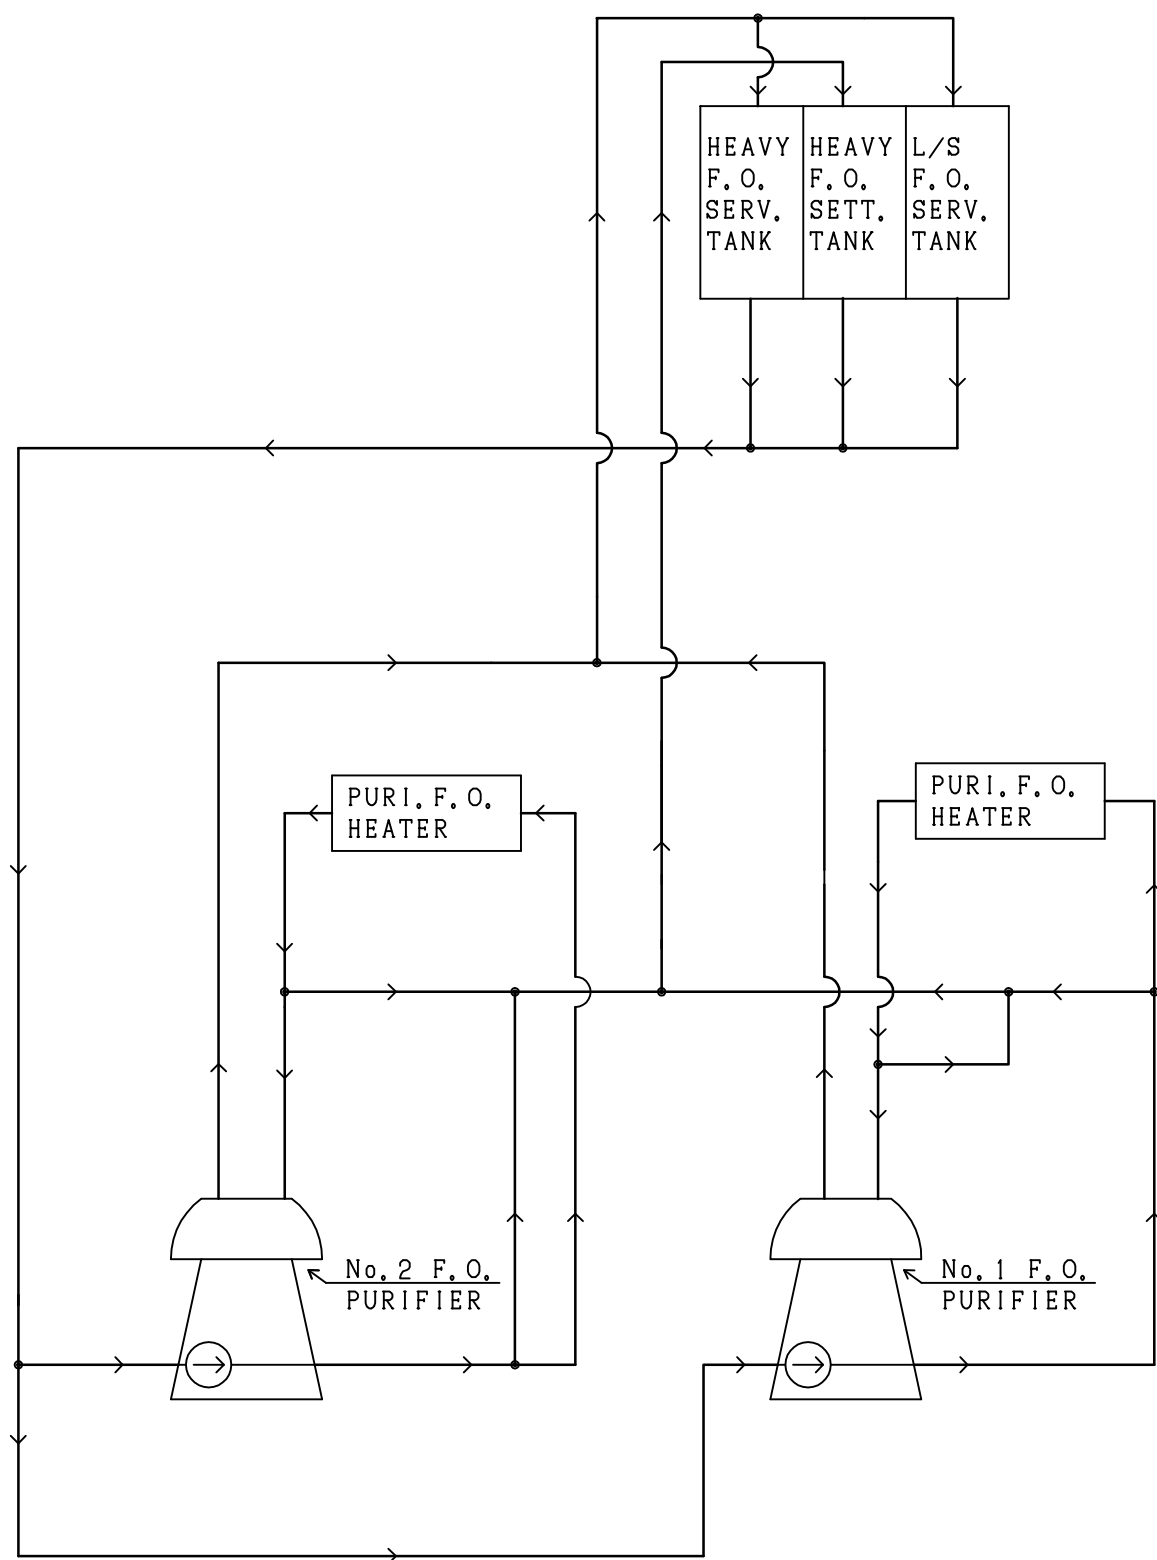 HEAVY
F.O.
SERV.
TANK
HEAVY
F.O.
SETT.
TANK
L/S
F.O.
SERV.
TANK
PURI.F.O.
HEATER
PURI.F.O.
HEATER
No.2 F.O.
PURIFIER
No.1 F.O.
PURIFIER